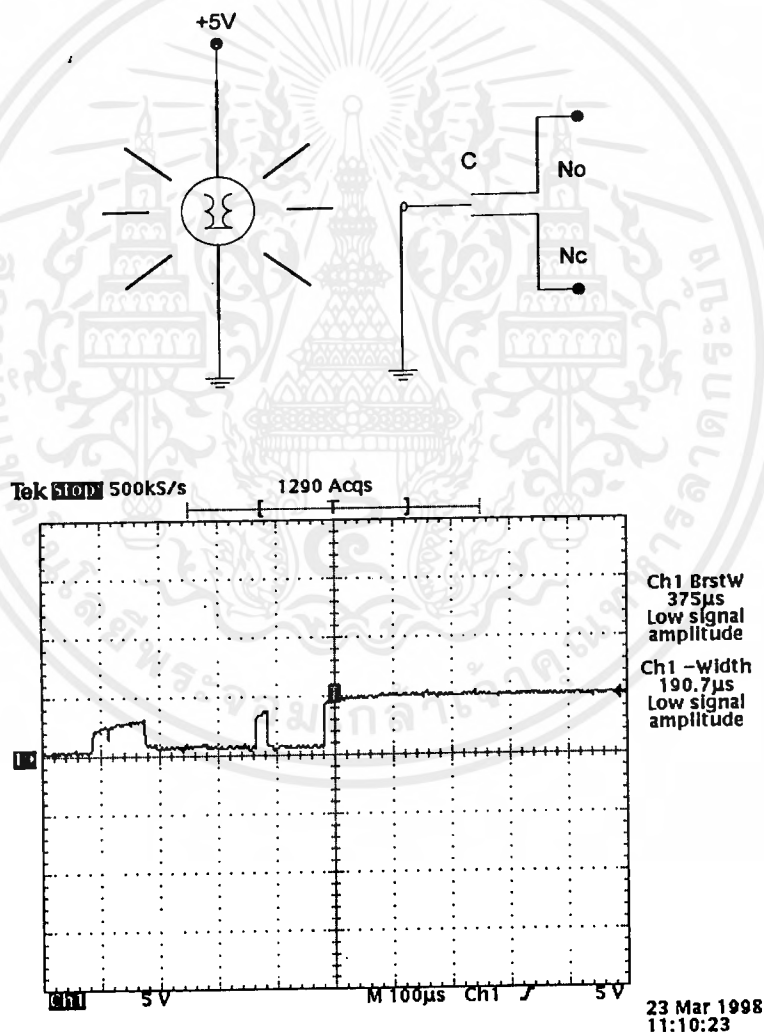 +5V
C
No
Nc
Tek Stop 500kS/s
1290 Acqs
Ch1 BrstW
375µs
Low signal
amplitude
Ch1 −Width
190.7µs
Low signal
amplitude
Ch1 5 V
M 100µs Ch1 5 V
23 Mar 1998
11:10:23